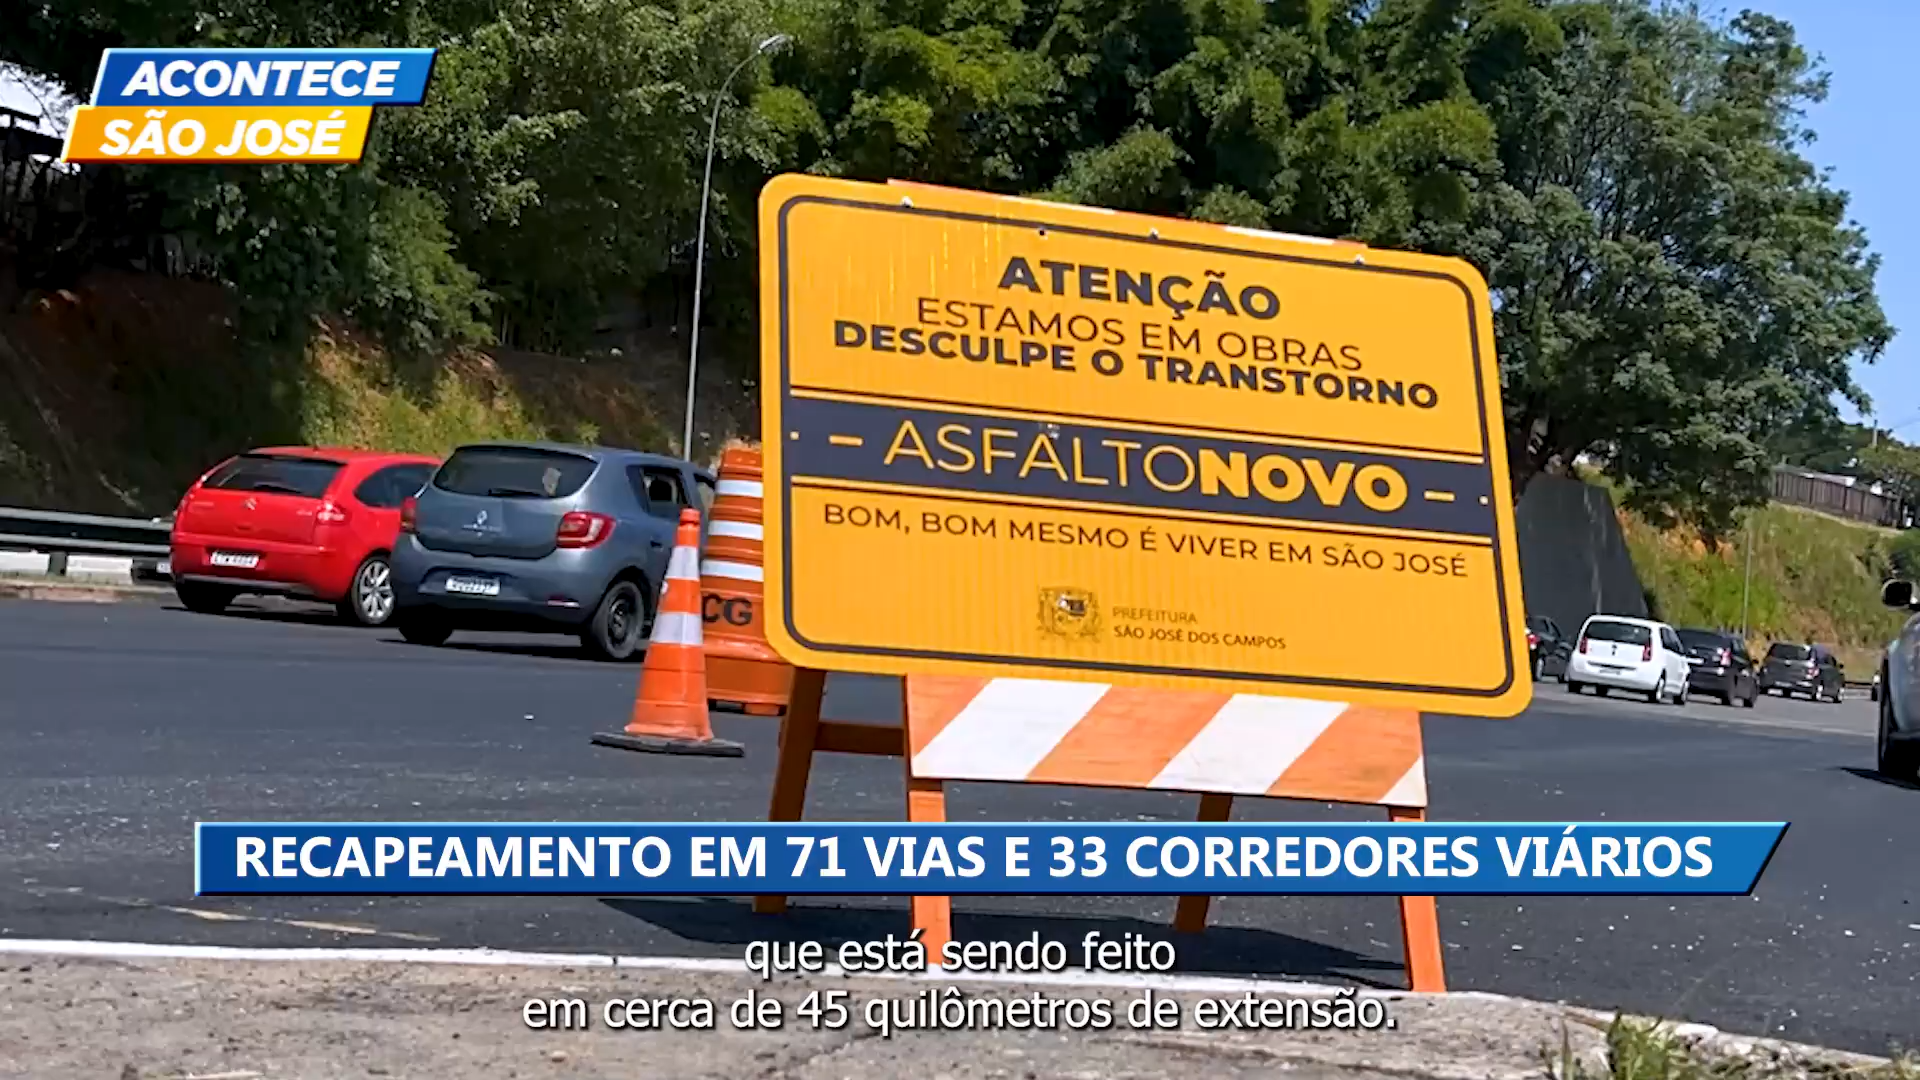 ACONTECE
SÃO JOSÉ
ATENÇÃO
ESTAMOS EM OBRAS
DESCULPE O TRANSTORNO
ASFALTONOVO
BOM, BOM MESMO É VIVER EM SÃO JOSÉ
PREFEITURA
SÃO JOSÉ DOS CAMPOS
CG
RECAPEAMENTO EM 71 VIAS E 33 CORREDORES VIÁRIOS
que está sendo feito
em cerca de 45 quilômetros de extensão.